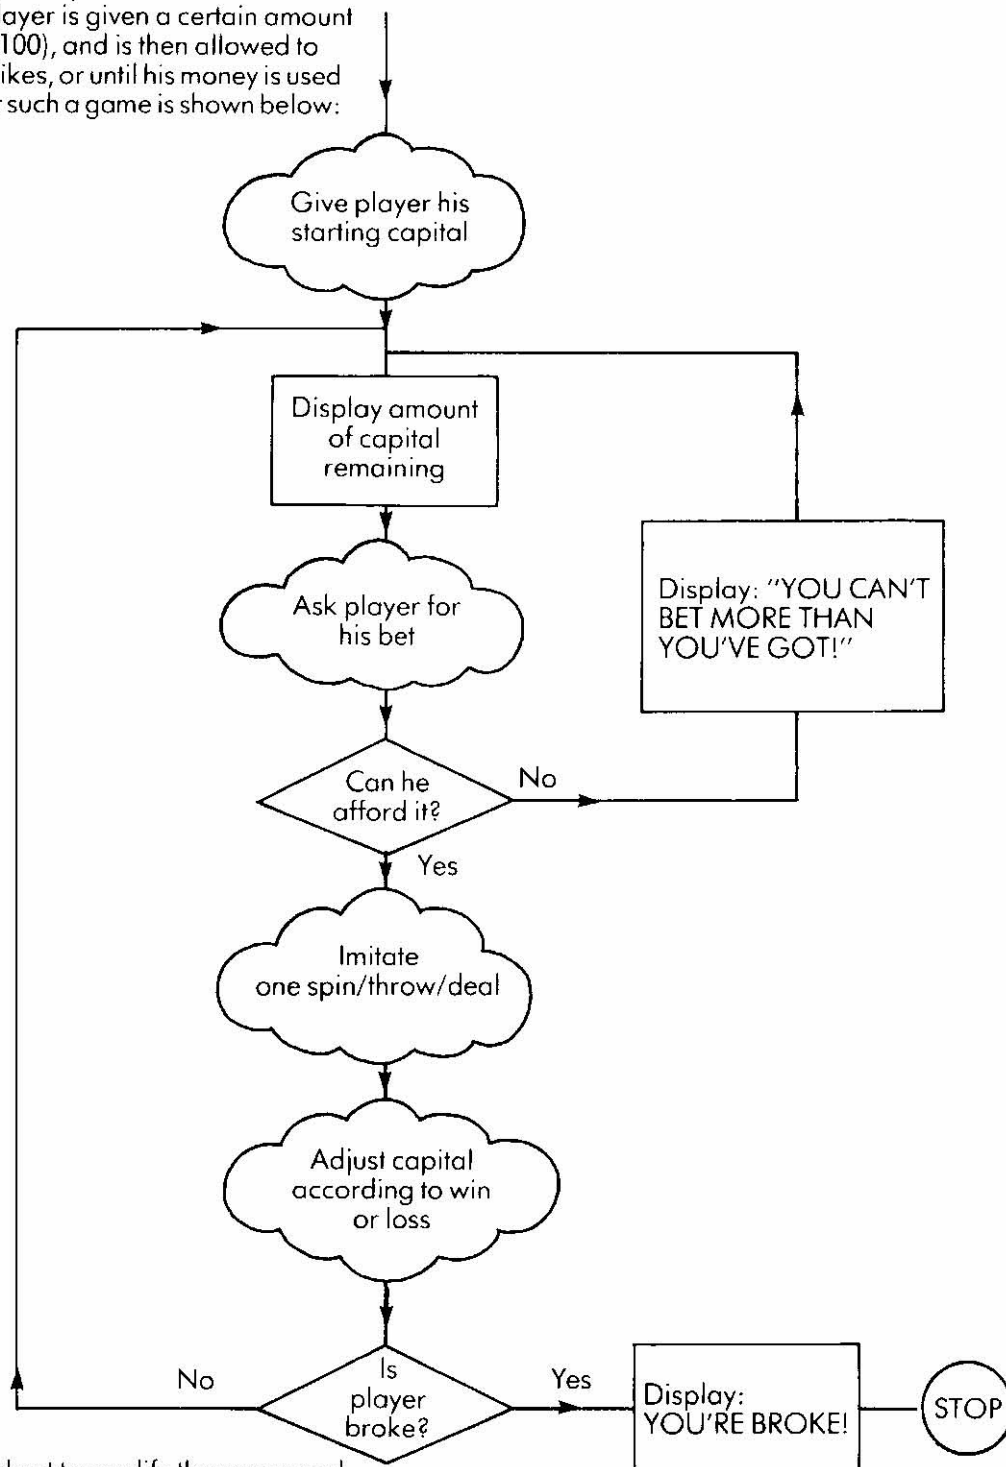 layer is given a certain amount
100), and is then allowed to
ikes, or until his money is used
such a game is shown below:
Give player his
starting capital
Display amount
of capital
remaining
Ask player for
his bet
Display: "YOU CAN'T
BET MORE THAN
YOU'VE GOT!"
Can he
afford it?
No
Yes
Imitate
one spin/throw/deal
Adjust capital
according to win
or loss
Is
player
broke?
No
Yes
Display:
YOU'RE BROKE!
STOP